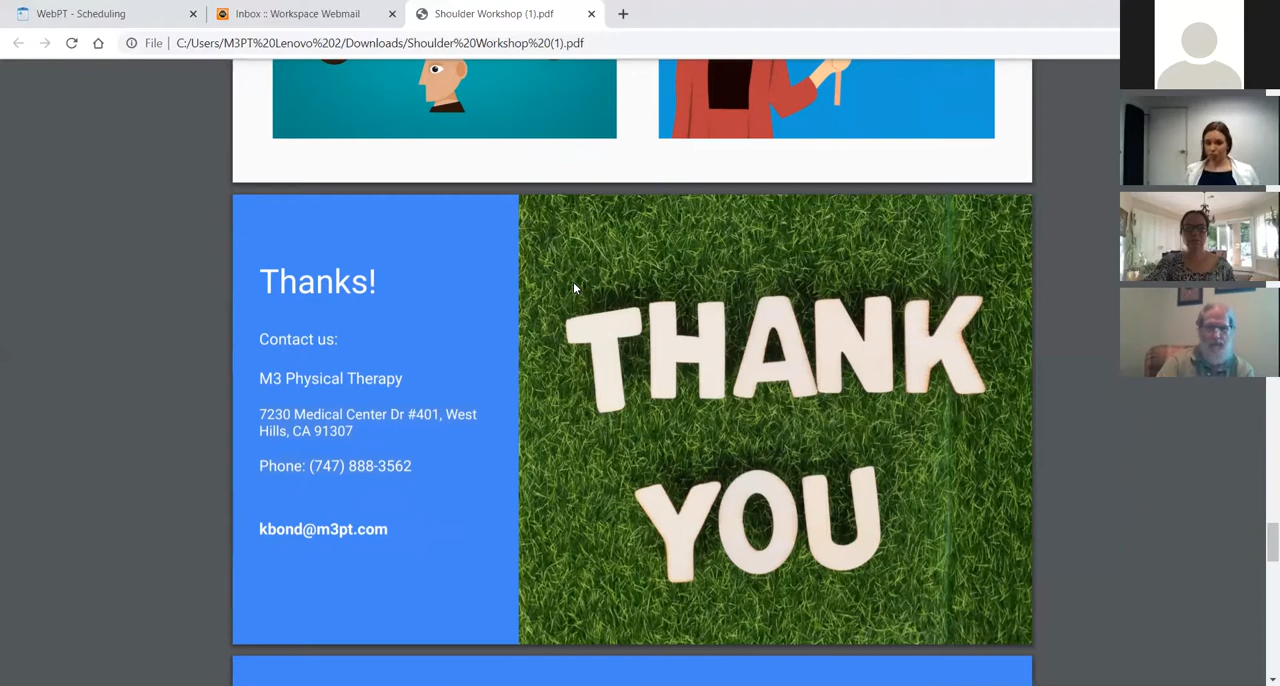 WebPT - Scheduling
Inbox :: Workspace Webmail
Shoulder Workshop (1).pdf
File
C:/Users/M3PT%20Lenovo%202/Downloads/Shoulder%20Workshop%20(1).pdf
Thanks!
Contact us:
M3 Physical Therapy
7230 Medical Center Dr #401, West
Hills, CA 91307
Phone: (747) 888-3562
kbond@m3pt.com
THANK
YOU